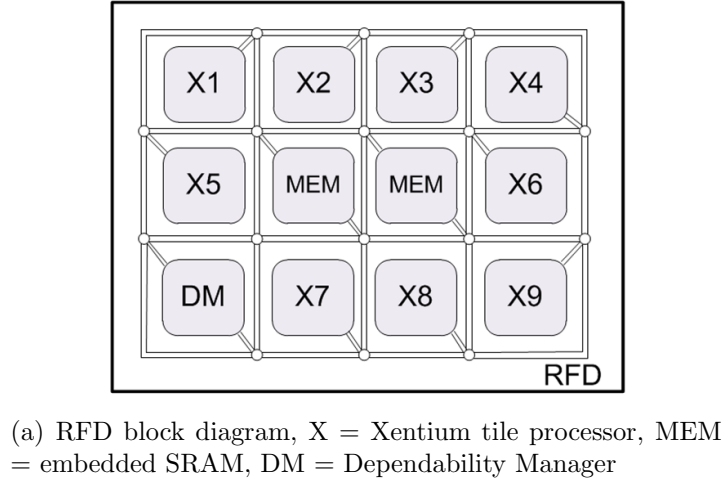 X1 X2 X3 X4
X5 MEM MEM X6
DM X7 X8 X9
RFD
(a) RFD block diagram, X = Xentium tile processor, MEM
= embedded SRAM, DM = Dependability Manager